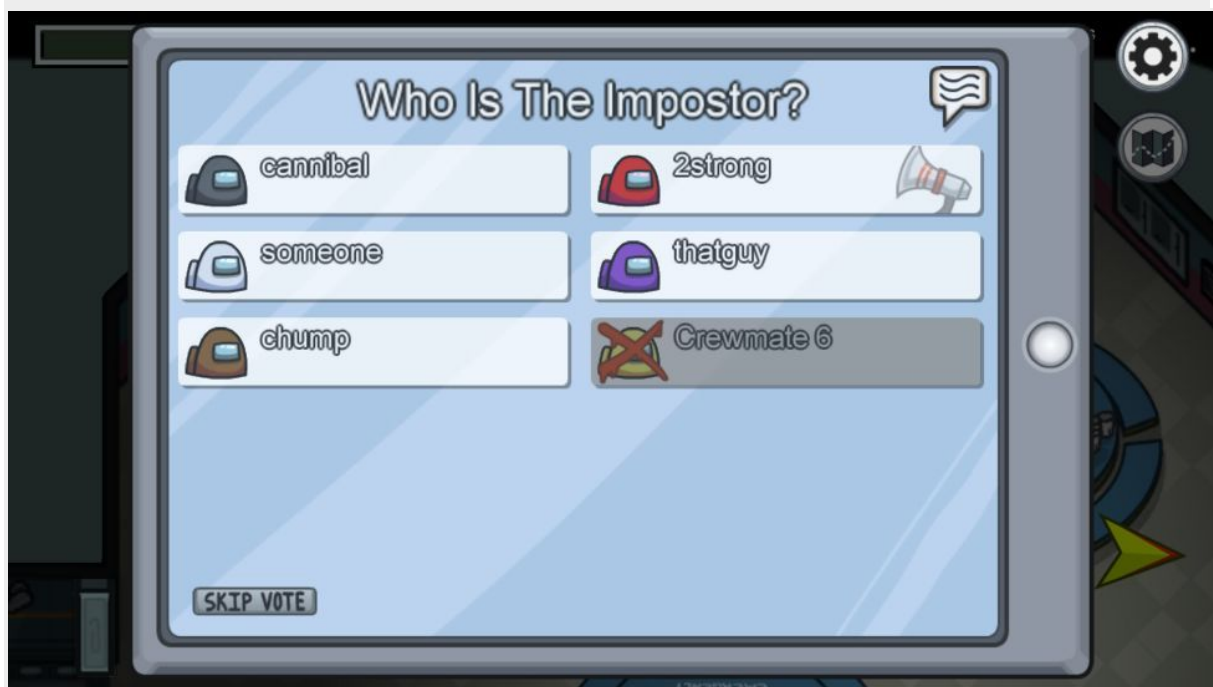 Who Is The Impostor?
cannibal
2strong
someone
thatguy
chump
Crewmate 6
SKIP VOTE